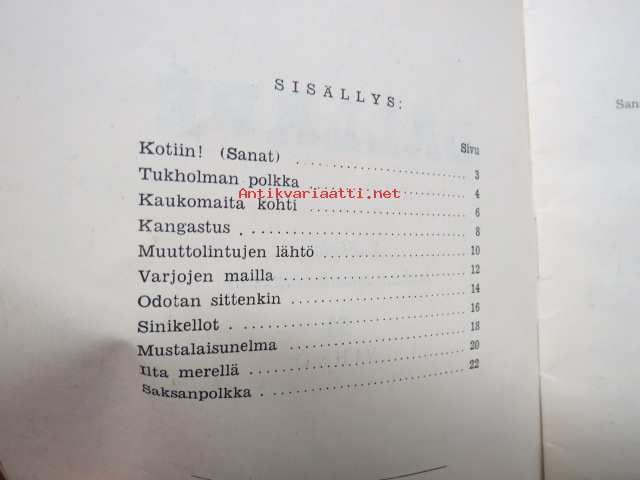 SISÄLLYS:
Sivu
Kotiin! (Sanat) 3
Tukholman polkka 4
Antikvariaatti.net
Kaukomaita kohti 6
Kangastus 8
Muuttolintujen lähtö 10
Varjojen mailla 12
Odotan sittenkin 14
Sinikellot 16
Mustalaisunelma 18
Ilta merellä 20
Saksanpolkka 22